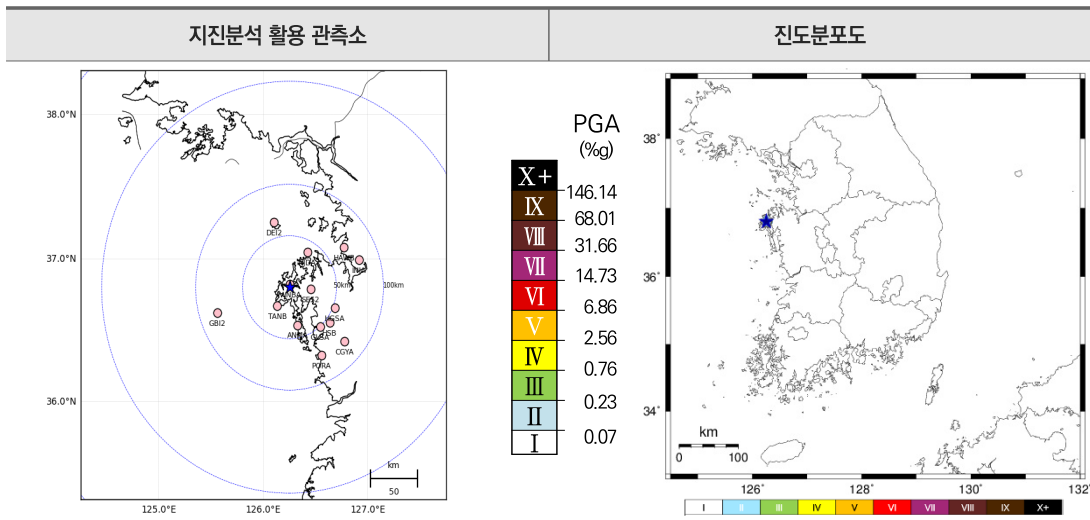 지진분석 활용 관측소
진도분포도
38.0°N
37.0°N
36.0°N
125.0°E
126.0°E
127.0°E
DEI2
GBI2
TANB
SES2
HGSA
CGYA
PORA
50km
100km
km
50
PGA
(%g)
X+
IX
VIII
VII
VI
V
IV
III
II
I
146.14
68.01
31.66
14.73
6.86
2.56
0.76
0.23
0.07
38°
36°
34°
126°
128°
130°
132°
km
0 100
I II III IV V VI VII VIII IX X+